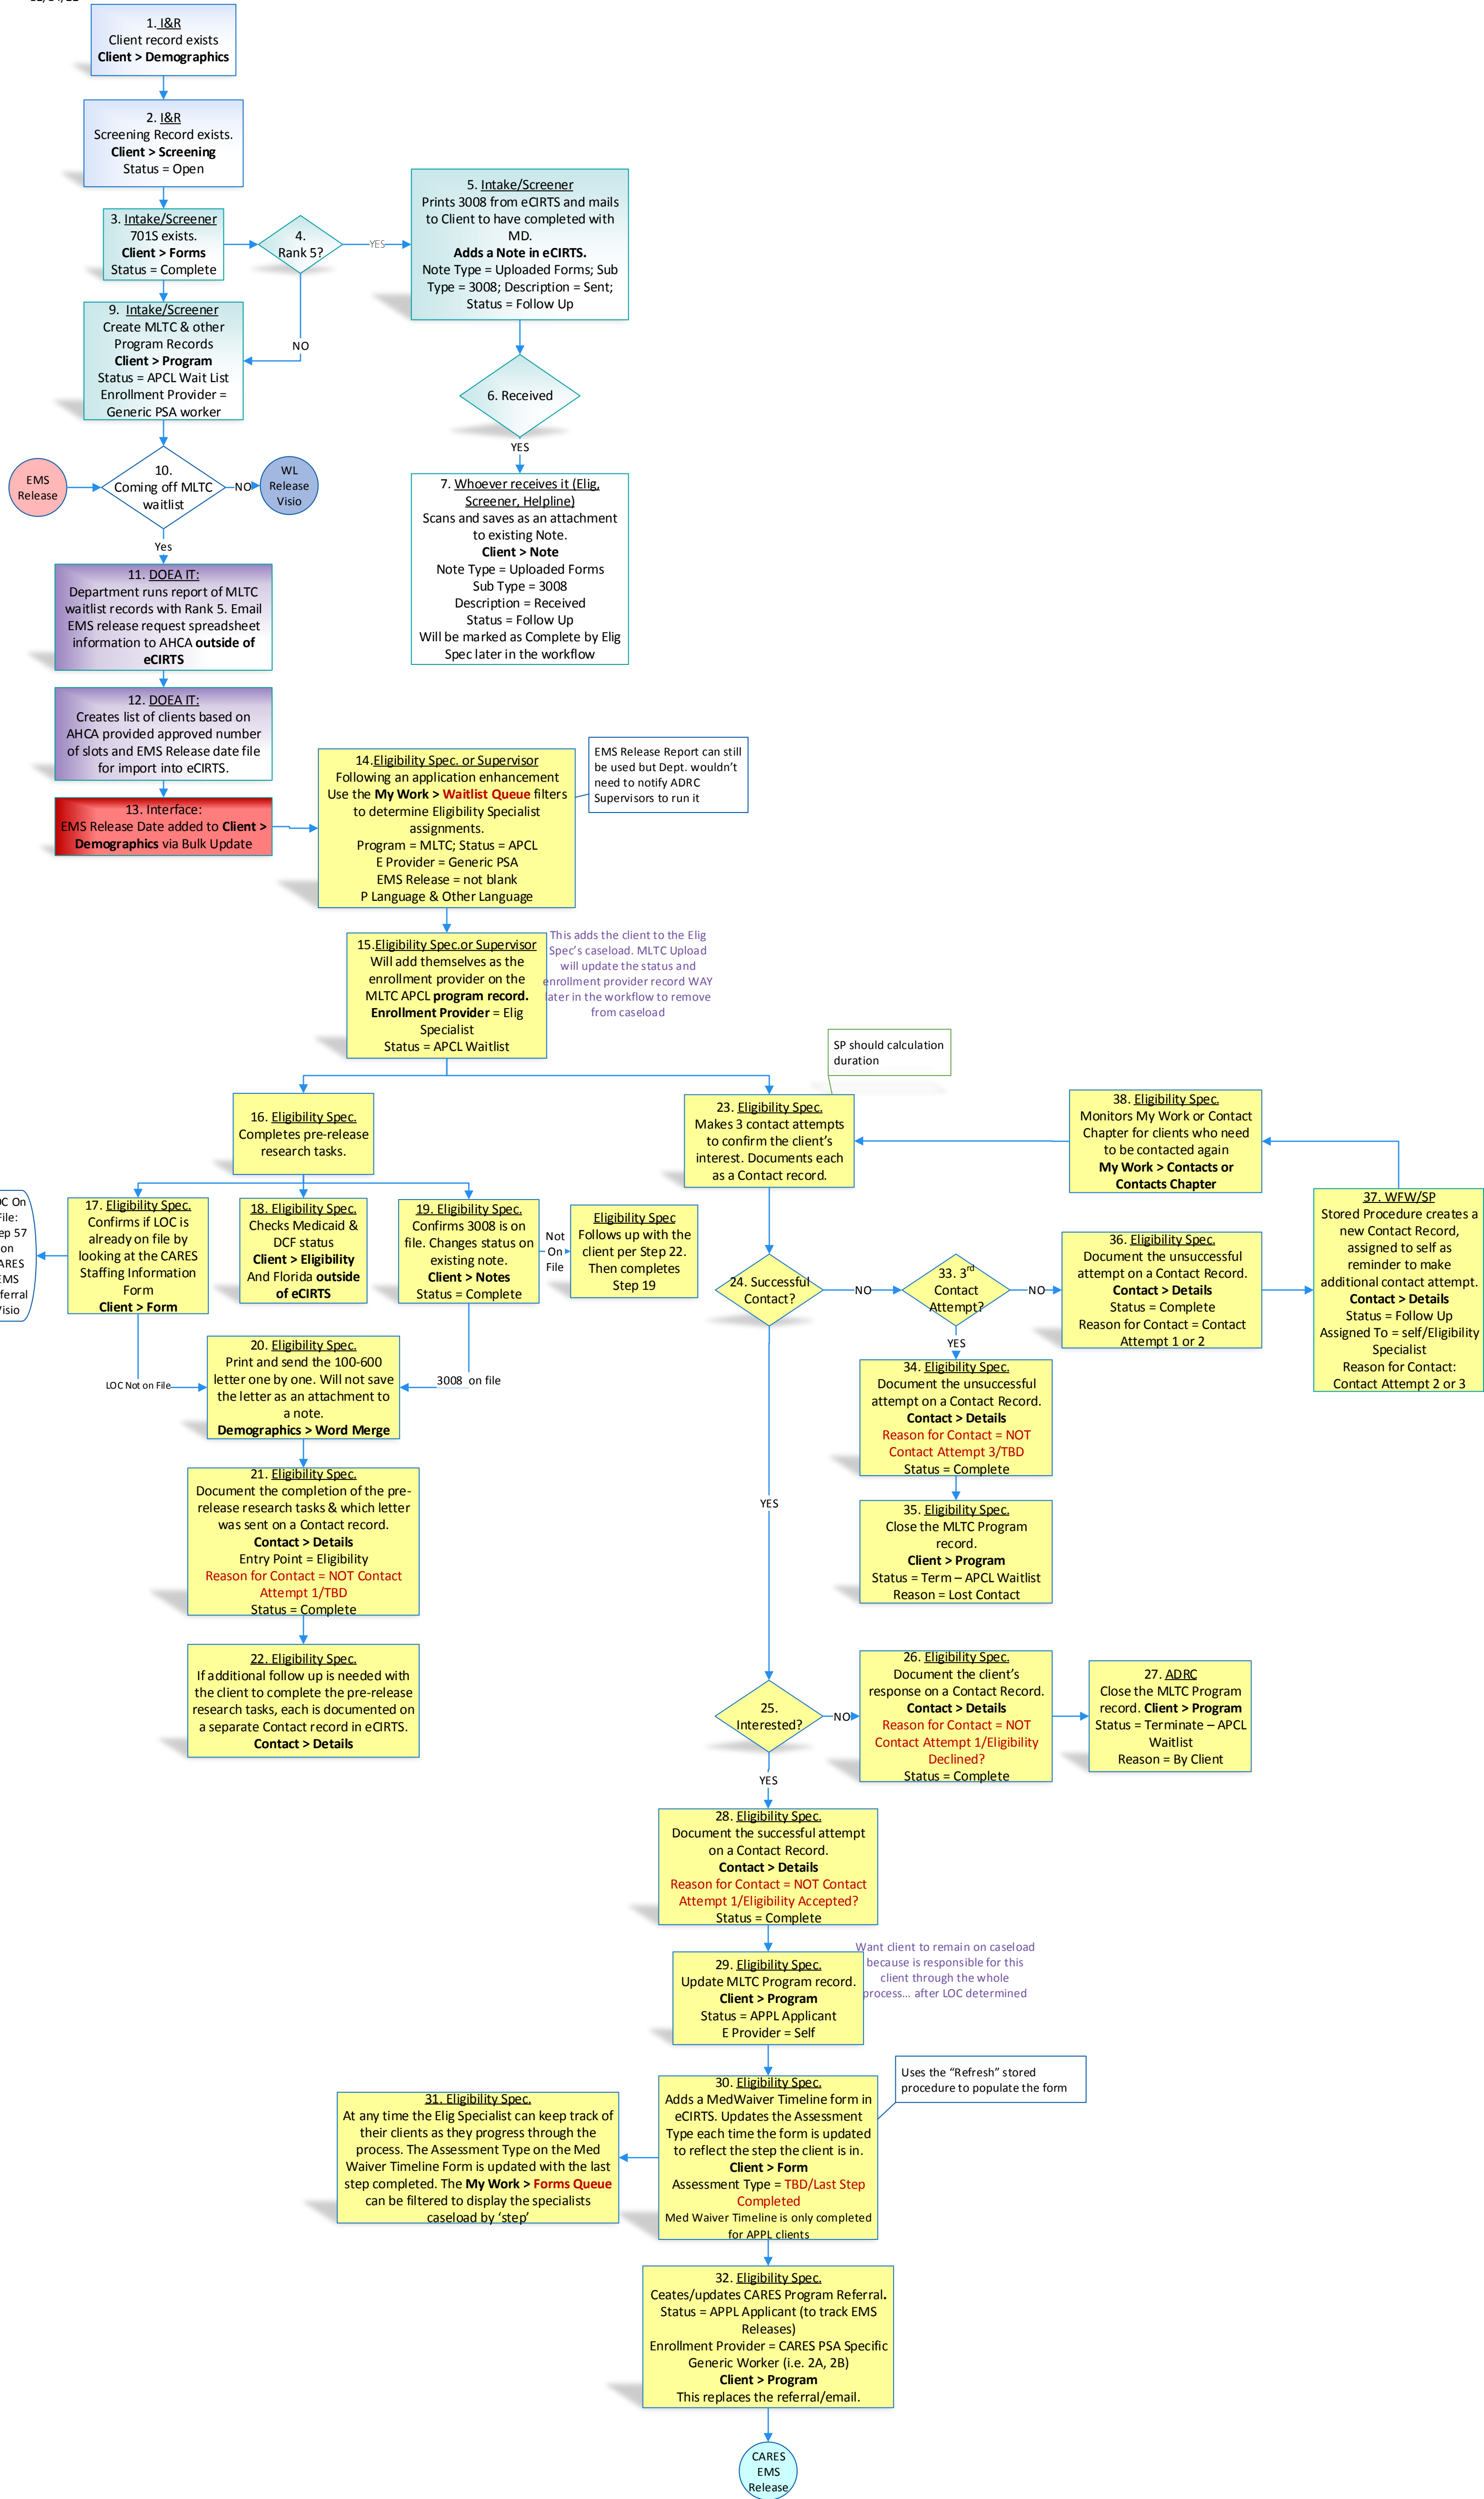 1. I&R
Client record exists
Client > Demographics
2. I&R
Screening Record exists.
Client > Screening
Status = Open
3. Intake/Screener
701S exists.
Client > Forms
Status = Complete
4.
Rank 5?
YES
NO
5. Intake/Screener
Prints 3008 from eCIRTS and mails
to Client to have completed with
MD.
Adds a Note in eCIRTS.
Note Type = Uploaded Forms; Sub
Type = 3008; Description = Sent;
Status = Follow Up
6. Received
YES
7. Whoever receives it (Elig,
Screener, Helpline)
Scans and saves as an attachment
to existing Note.
Client > Note
Note Type = Uploaded Forms
Sub Type = 3008
Description = Received
Status = Follow Up
Will be marked as Complete by Elig
Spec later in the workflow
9. Intake/Screener
Create MLTC & other
Program Records
Client > Program
Status = APCL Wait List
Enrollment Provider =
Generic PSA worker
EMS
Release
10.
Coming off MLTC
waitlist
NO
WL
Release
Visio
Yes
11. DOEA IT:
Department runs report of MLTC
waitlist records with Rank 5. Email
EMS release request spreadsheet
information to AHCA outside of
eCIRTS
12. DOEA IT:
Creates list of clients based on
AHCA provided approved number
of slots and EMS Release date file
for import into eCIRTS.
13. Interface:
EMS Release Date added to Client >
Demographics via Bulk Update
14.Eligibility Spec. or Supervisor
Following an application enhancement
Use the My Work > Waitlist Queue filters
to determine Eligibility Specialist
assignments.
Program = MLTC; Status = APCL
E Provider = Generic PSA
EMS Release = not blank
P Language & Other Language
EMS Release Report can still
be used but Dept. wouldn't
need to notify ADRC
Supervisors to run it
15.Eligibility Spec.or Supervisor
Will add themselves as the
enrollment provider on the
MLTC APCL program record.
Enrollment Provider = Elig
Specialist
Status = APCL Waitlist
This adds the client to the Elig
Spec's caseload. MLTC Upload
will update the status and
enrollment provider record WAY
later in the workflow to remove
from caseload
16. Eligibility Spec.
Completes pre-release
research tasks.
17. Eligibility Spec.
Confirms if LOC is
already on file by
looking at the CARES
Staffing Information
Form
Client > Form
On
57
on
18. Eligibility Spec.
Checks Medicaid &
DCF status
Client > Eligibility
And Florida outside
of eCIRTS
19. Eligibility Spec.
Confirms 3008 is on
file. Changes status on
existing note.
Client > Notes
Status = Complete
Not
On
File
Eligibility Spec
Follows up with the
client per Step 22.
Then completes
Step 19
LOC Not on File
3008 on file
20. Eligibility Spec.
Print and send the 100-600
letter one by one. Will not save
the letter as an attachment to
a note.
Demographics > Word Merge
21. Eligibility Spec.
Document the completion of the pre-
release research tasks & which letter
was sent on a Contact record.
Contact > Details
Entry Point = Eligibility
Reason for Contact = NOT Contact
Attempt 1/TBD
Status = Complete
22. Eligibility Spec.
If additional follow up is needed with
the client to complete the pre-release
research tasks, each is documented on
a separate Contact record in eCIRTS.
Contact > Details
SP should calculation
duration
23. Eligibility Spec.
Makes 3 contact attempts
to confirm the client's
interest. Documents each
as a Contact record.
24. Successful
Contact?
NO
YES
33. 3rd
Contact
Attempt?
NO
YES
34. Eligibility Spec.
Document the unsuccessful
attempt on a Contact Record.
Contact > Details
Reason for Contact = NOT
Contact Attempt 3/TBD
Status = Complete
35. Eligibility Spec.
Close the MLTC Program
record.
Client > Program
Status = Term – APCL Waitlist
Reason = Lost Contact
36. Eligibility Spec.
Document the unsuccessful
attempt on a Contact Record.
Contact > Details
Status = Complete
Reason for Contact = Contact
Attempt 1 or 2
37. WFW/SP
Stored Procedure creates a
new Contact Record,
assigned to self as
reminder to make
additional contact attempt.
Contact > Details
Status = Follow Up
Assigned To = self/Eligibility
Specialist
Reason for Contact:
Contact Attempt 2 or 3
38. Eligibility Spec.
Monitors My Work or Contact
Chapter for clients who need
to be contacted again
My Work > Contacts or
Contacts Chapter
25.
Interested?
NO
YES
26. Eligibility Spec.
Document the client's
response on a Contact Record.
Contact > Details
Reason for Contact = NOT
Contact Attempt 1/Eligibility
Declined?
Status = Complete
27. ADRC
Close the MLTC Program
record. Client > Program
Status = Terminate – APCL
Waitlist
Reason = By Client
28. Eligibility Spec.
Document the successful attempt
on a Contact Record.
Contact > Details
Reason for Contact = NOT Contact
Attempt 1/Eligibility Accepted?
Status = Complete
29. Eligibility Spec.
Update MLTC Program record.
Client > Program
Status = APPL Applicant
E Provider = Self
Want client to remain on caseload
because is responsible for this
client through the whole
process... after LOC determined
30. Eligibility Spec.
Adds a MedWaiver Timeline form in
eCIRTS. Updates the Assessment
Type each time the form is updated
to reflect the step the client is in.
Client > Form
Assessment Type = TBD/Last Step
Completed
Med Waiver Timeline is only completed
for APPL clients
Uses the "Refresh" stored
procedure to populate the form
31. Eligibility Spec.
At any time the Elig Specialist can keep track of
their clients as they progress through the
process. The Assessment Type on the Med
Waiver Timeline Form is updated with the last
step completed. The My Work > Forms Queue
can be filtered to display the specialists
caseload by 'step'
32. Eligibility Spec.
Ceates/updates CARES Program Referral.
Status = APPL Applicant (to track EMS
Releases)
Enrollment Provider = CARES PSA Specific
Generic Worker (i.e. 2A, 2B)
Client > Program
This replaces the referral/email.
CARES
EMS
Release